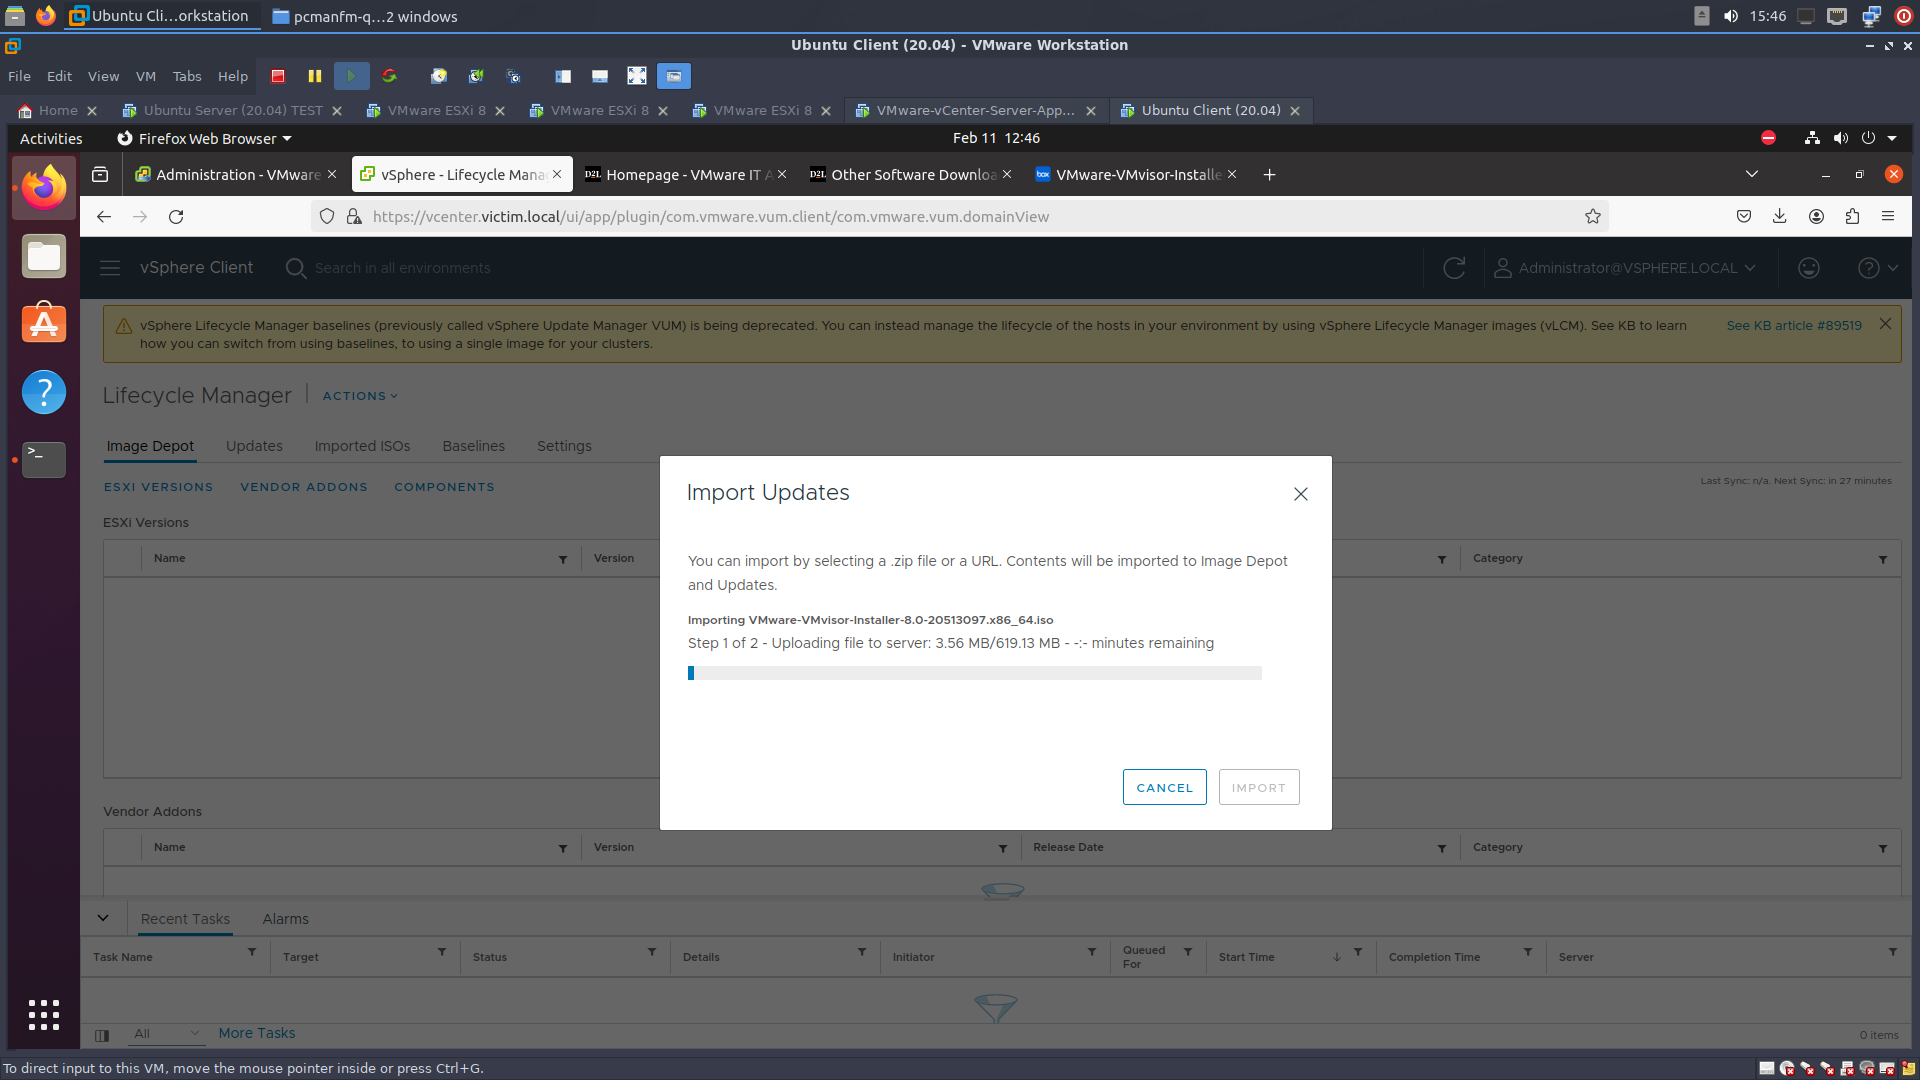 Ubuntu Cli...orkstation
pcmanfm-q...2 windows
15:46
Ubuntu Client (20.04) - VMware Workstation
File Edit View VM Tabs Help
Home
Ubuntu Server (20.04) TEST
VMware ESXi 8
VMware ESXi 8
VMware ESXi 8
VMware-vCenter-Server-App...
Ubuntu Client (20.04)
Activities
Firefox Web Browser
Feb 11 12:46
Administration - VMware
vSphere - Lifecycle Mana
D2L Homepage - VMware IT A
D2L Other Software Downloa
box VMware-VMvisor-Installe
https://vcenter.victim.local/ui/app/plugin/com.vmware.vum.client/com.vmware.vum.domainView
vSphere Client
Search in all environments
Administrator@VSPHERE.LOCAL
vSphere Lifecycle Manager baselines (previously called vSphere Update Manager VUM) is being deprecated. You can instead manage the lifecycle of the hosts in your environment by using vSphere Lifecycle Manager images (vLCM). See KB to learn
how you can switch from using baselines, to using a single image for your clusters.
See KB article #89519
Lifecycle Manager
ACTIONS
Image Depot Updates Imported ISOs Baselines Settings
ESXI VERSIONS VENDOR ADDONS COMPONENTS
Last Sync: n/a. Next Sync: in 27 minutes
ESXi Versions
Name Version Category
Import Updates
You can import by selecting a .zip file or a URL. Contents will be imported to Image Depot
and Updates.
Importing VMware-VMvisor-Installer-8.0-20513097.x86_64.iso
Step 1 of 2 - Uploading file to server: 3.56 MB/619.13 MB - -:- minutes remaining
CANCEL IMPORT
Vendor Addons
Name Version Release Date Category
Recent Tasks Alarms
Task Name Target Status Details Initiator Queued For Start Time Completion Time Server
All More Tasks
0 items
To direct input to this VM, move the mouse pointer inside or press Ctrl+G.